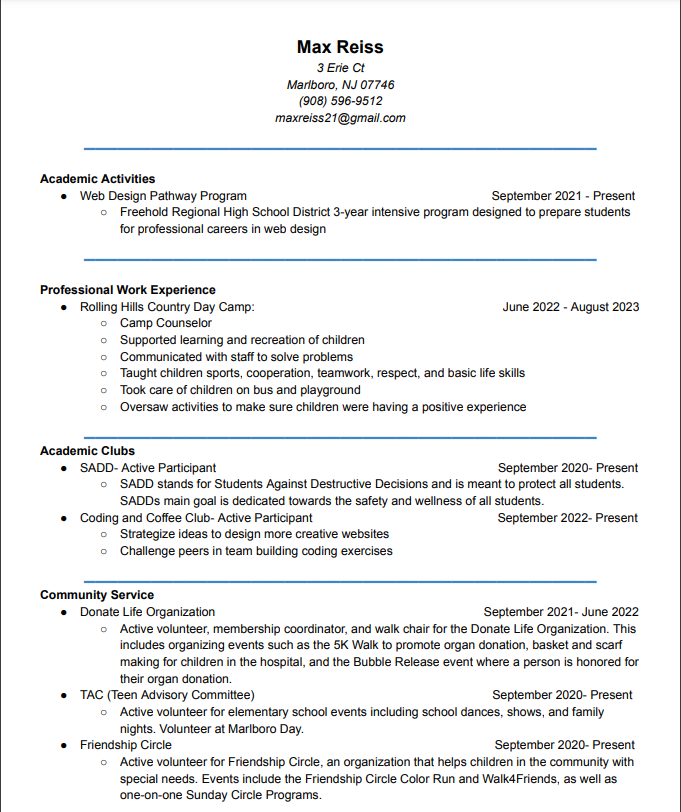 Max Reiss
3 Erie Ct
Marlboro, NJ 07746
(908) 596-9512
maxreiss21@gmail.com
Academic Activities
● Web Design Pathway Program September 2021 - Present
○ Freehold Regional High School District 3-year intensive program designed to prepare students
for professional careers in web design
Professional Work Experience
● Rolling Hills Country Day Camp: June 2022 - August 2023
○ Camp Counselor
○ Supported learning and recreation of children
○ Communicated with staff to solve problems
○ Taught children sports, cooperation, teamwork, respect, and basic life skills
○ Took care of children on bus and playground
○ Oversaw activities to make sure children were having a positive experience
Academic Clubs
● SADD- Active Participant September 2020- Present
○ SADD stands for Students Against Destructive Decisions and is meant to protect all students.
SADDs main goal is dedicated towards the safety and wellness of all students.
● Coding and Coffee Club- Active Participant September 2022- Present
○ Strategize ideas to design more creative websites
○ Challenge peers in team building coding exercises
Community Service
● Donate Life Organization September 2021- June 2022
○ Active volunteer, membership coordinator, and walk chair for the Donate Life Organization. This
includes organizing events such as the 5K Walk to promote organ donation, basket and scarf
making for children in the hospital, and the Bubble Release event where a person is honored for
their organ donation.
● TAC (Teen Advisory Committee) September 2020- Present
○ Active volunteer for elementary school events including school dances, shows, and family
nights. Volunteer at Marlboro Day.
● Friendship Circle September 2020- Present
○ Active volunteer for Friendship Circle, an organization that helps children in the community with
special needs. Events include the Friendship Circle Color Run and Walk4Friends, as well as
one-on-one Sunday Circle Programs.